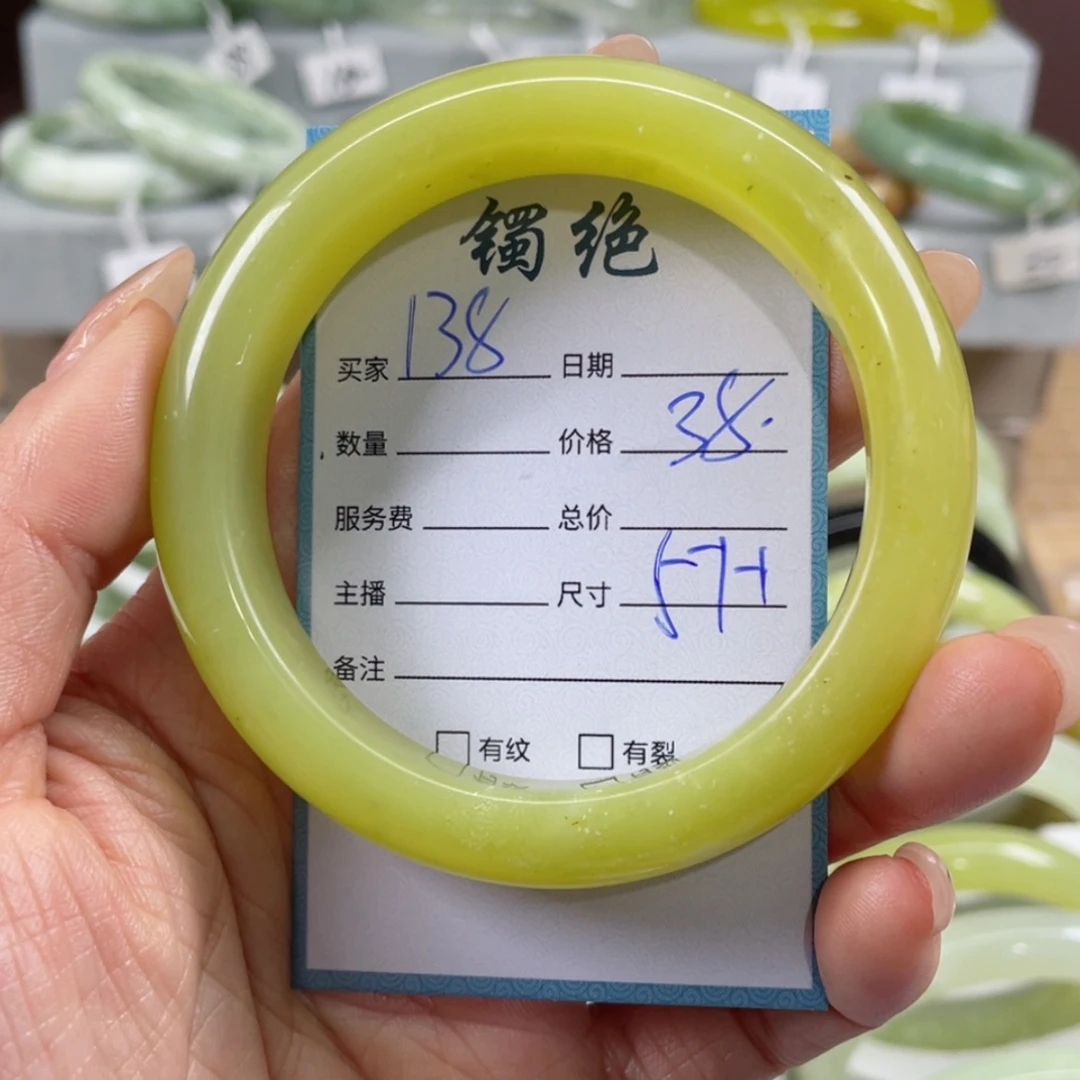 镯绝
买家 138 日期
数量 价格 38.
服务费 总价
主播 尺寸 57-1
备注
有纹 有裂